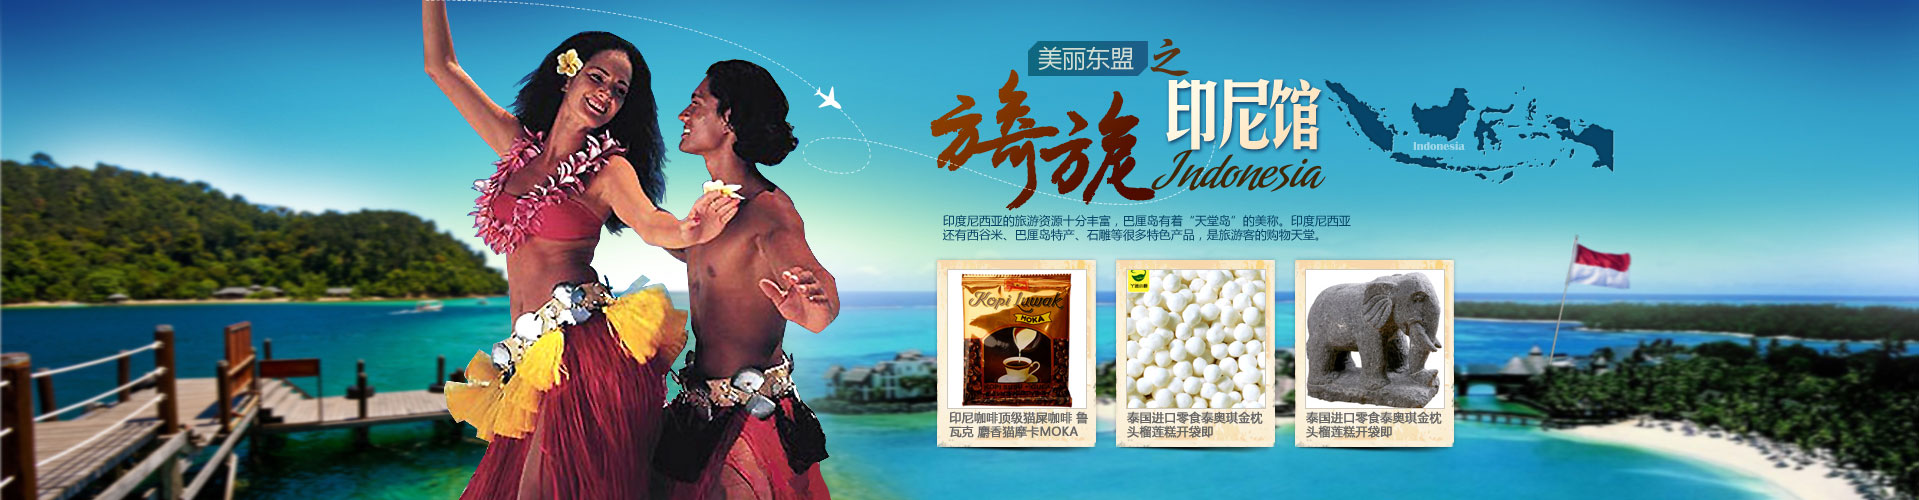 美丽东盟之
旖旎
印尼馆
Indonesia
Indonesia
印度尼西亚的旅游资源十分丰富，巴厘岛有着“天堂岛”的美称。印度尼西亚
还有西谷米、巴厘岛特产、石雕等很多特色产品，是旅游客的购物天堂。
Kopi Luwak
MOKA
印尼咖啡顶级猫屎咖啡 鲁
瓦克 麝香猫摩卡MOKA
泰国进口零食泰奥琪金枕
头榴莲糕开袋即
泰国进口零食泰奥琪金枕
头榴莲糕开袋即